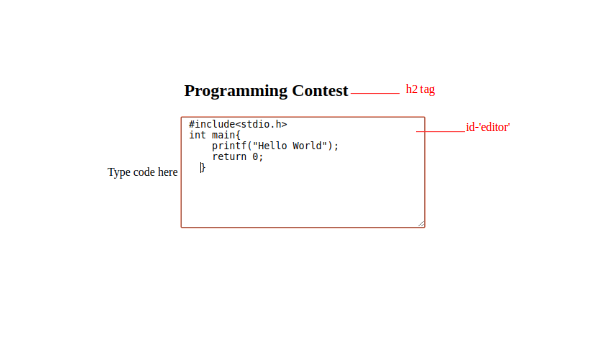 Programming Contest
h2 tag
#include<stdio.h>
id-'editor'
int main{
printf("Hello World");
return 0;
Type code here
}